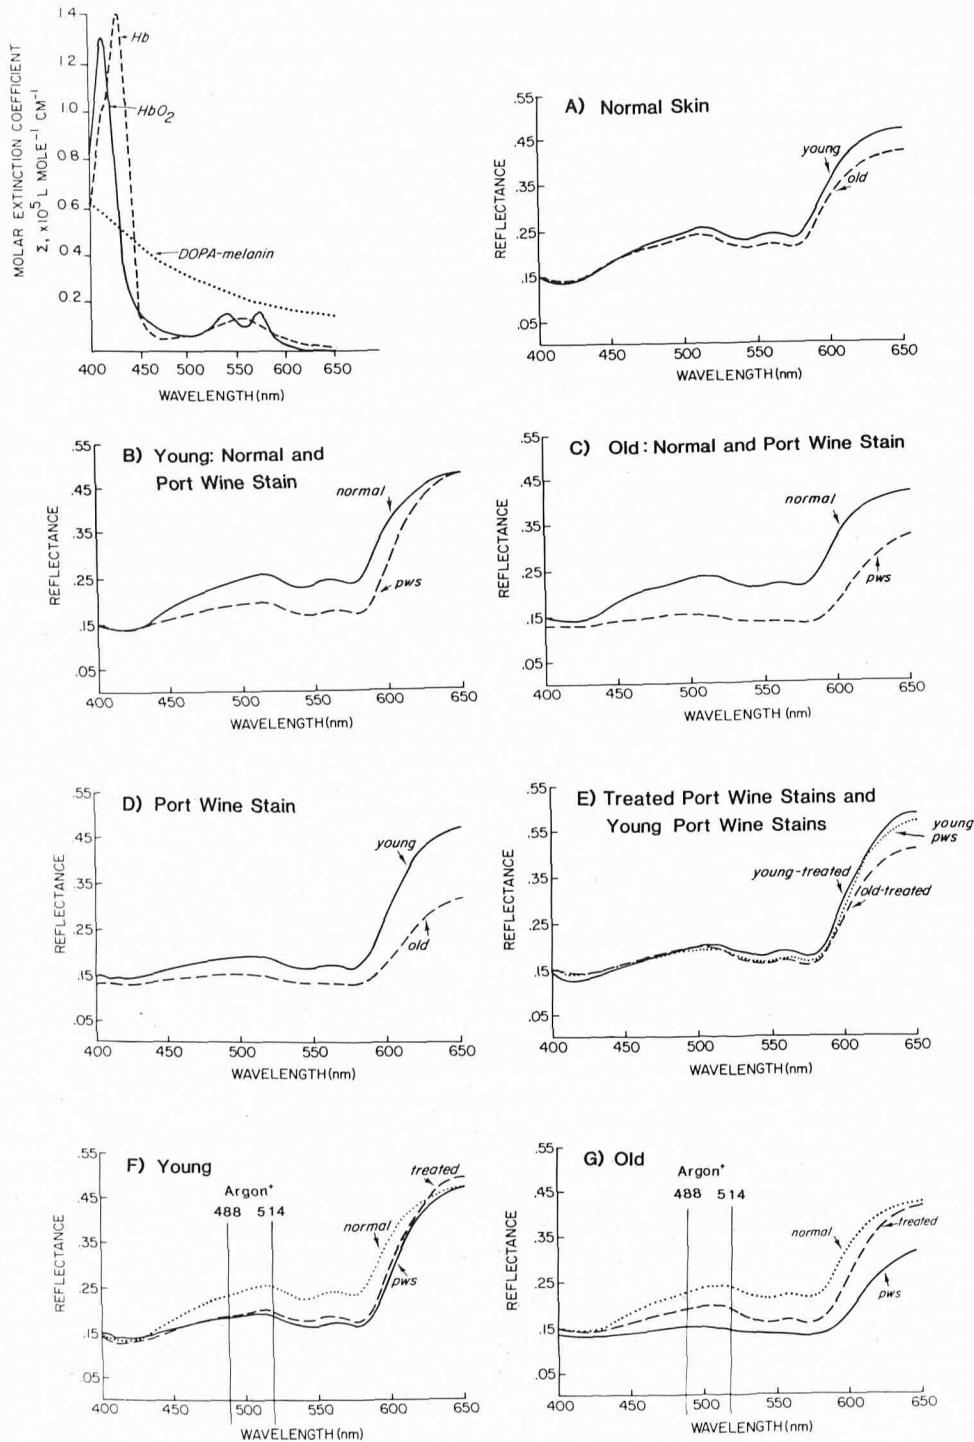 1.4
1.2
1.0
0.8
0.6
0.4
0.2
MOLAR EXTINCTION COEFFICIENT
Σ, x10⁵ L MOLE⁻¹ CM⁻¹
Hb
HbO₂
DOPA-melanin
400 450 500 550 600 650
WAVELENGTH (nm)
A) Normal Skin
.55
.45
.35
.25
.15
.05
REFLECTANCE
young
old
400 450 500 550 600 650
WAVELENGTH (nm)
B) Young: Normal and
Port Wine Stain
.55
.45
.35
.25
.15
.05
REFLECTANCE
normal
pws
400 450 500 550 600 650
WAVELENGTH (nm)
C) Old: Normal and Port Wine Stain
.55
.45
.35
.25
.15
.05
REFLECTANCE
normal
pws
400 450 500 550 600 650
WAVELENGTH (nm)
D) Port Wine Stain
.55
.45
.35
.25
.15
.05
REFLECTANCE
young
old
400 450 500 550 600 650
WAVELENGTH (nm)
E) Treated Port Wine Stains and
Young Port Wine Stains
.55
.55
.35
.25
.15
.05
REFLECTANCE
young
pws
young-treated
old-treated
400 450 500 550 600 650
WAVELENGTH (nm)
F) Young
.55
.45
.35
.25
.15
.05
REFLECTANCE
Argon⁺
488 514
treated
normal
pws
400 450 500 550 600 650
WAVELENGTH (nm)
G) Old
.55
.45
.35
.25
.15
.05
REFLECTANCE
Argon⁺
488 514
normal
treated
pws
400 450 500 550 600 650
WAVELENGTH (nm)